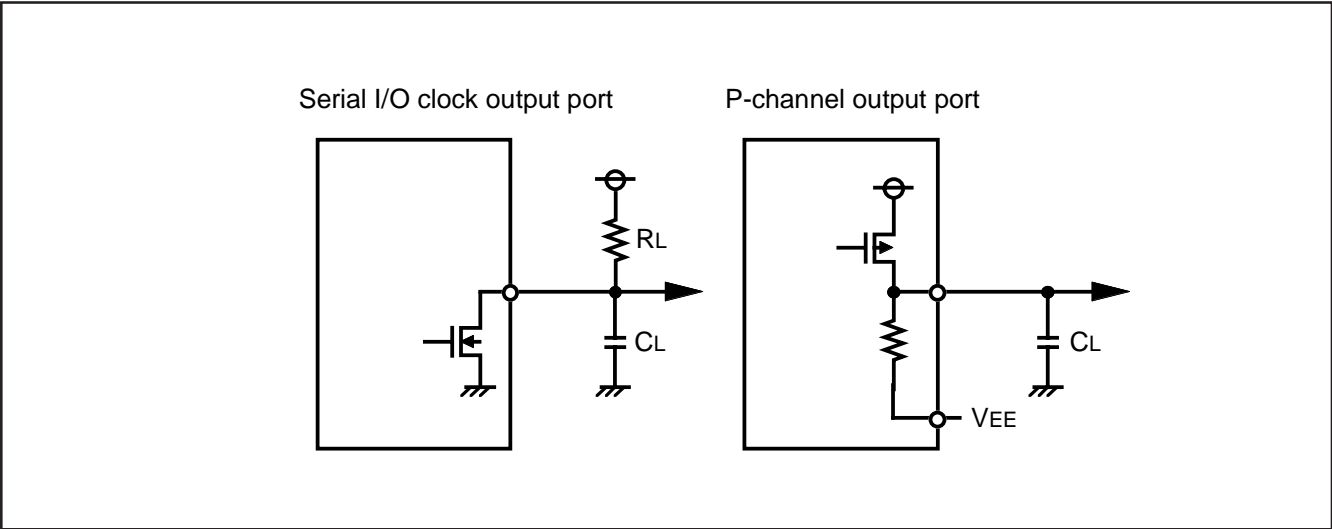 Serial I/O clock output port
P-channel output port
RL
CL
CL
VEE